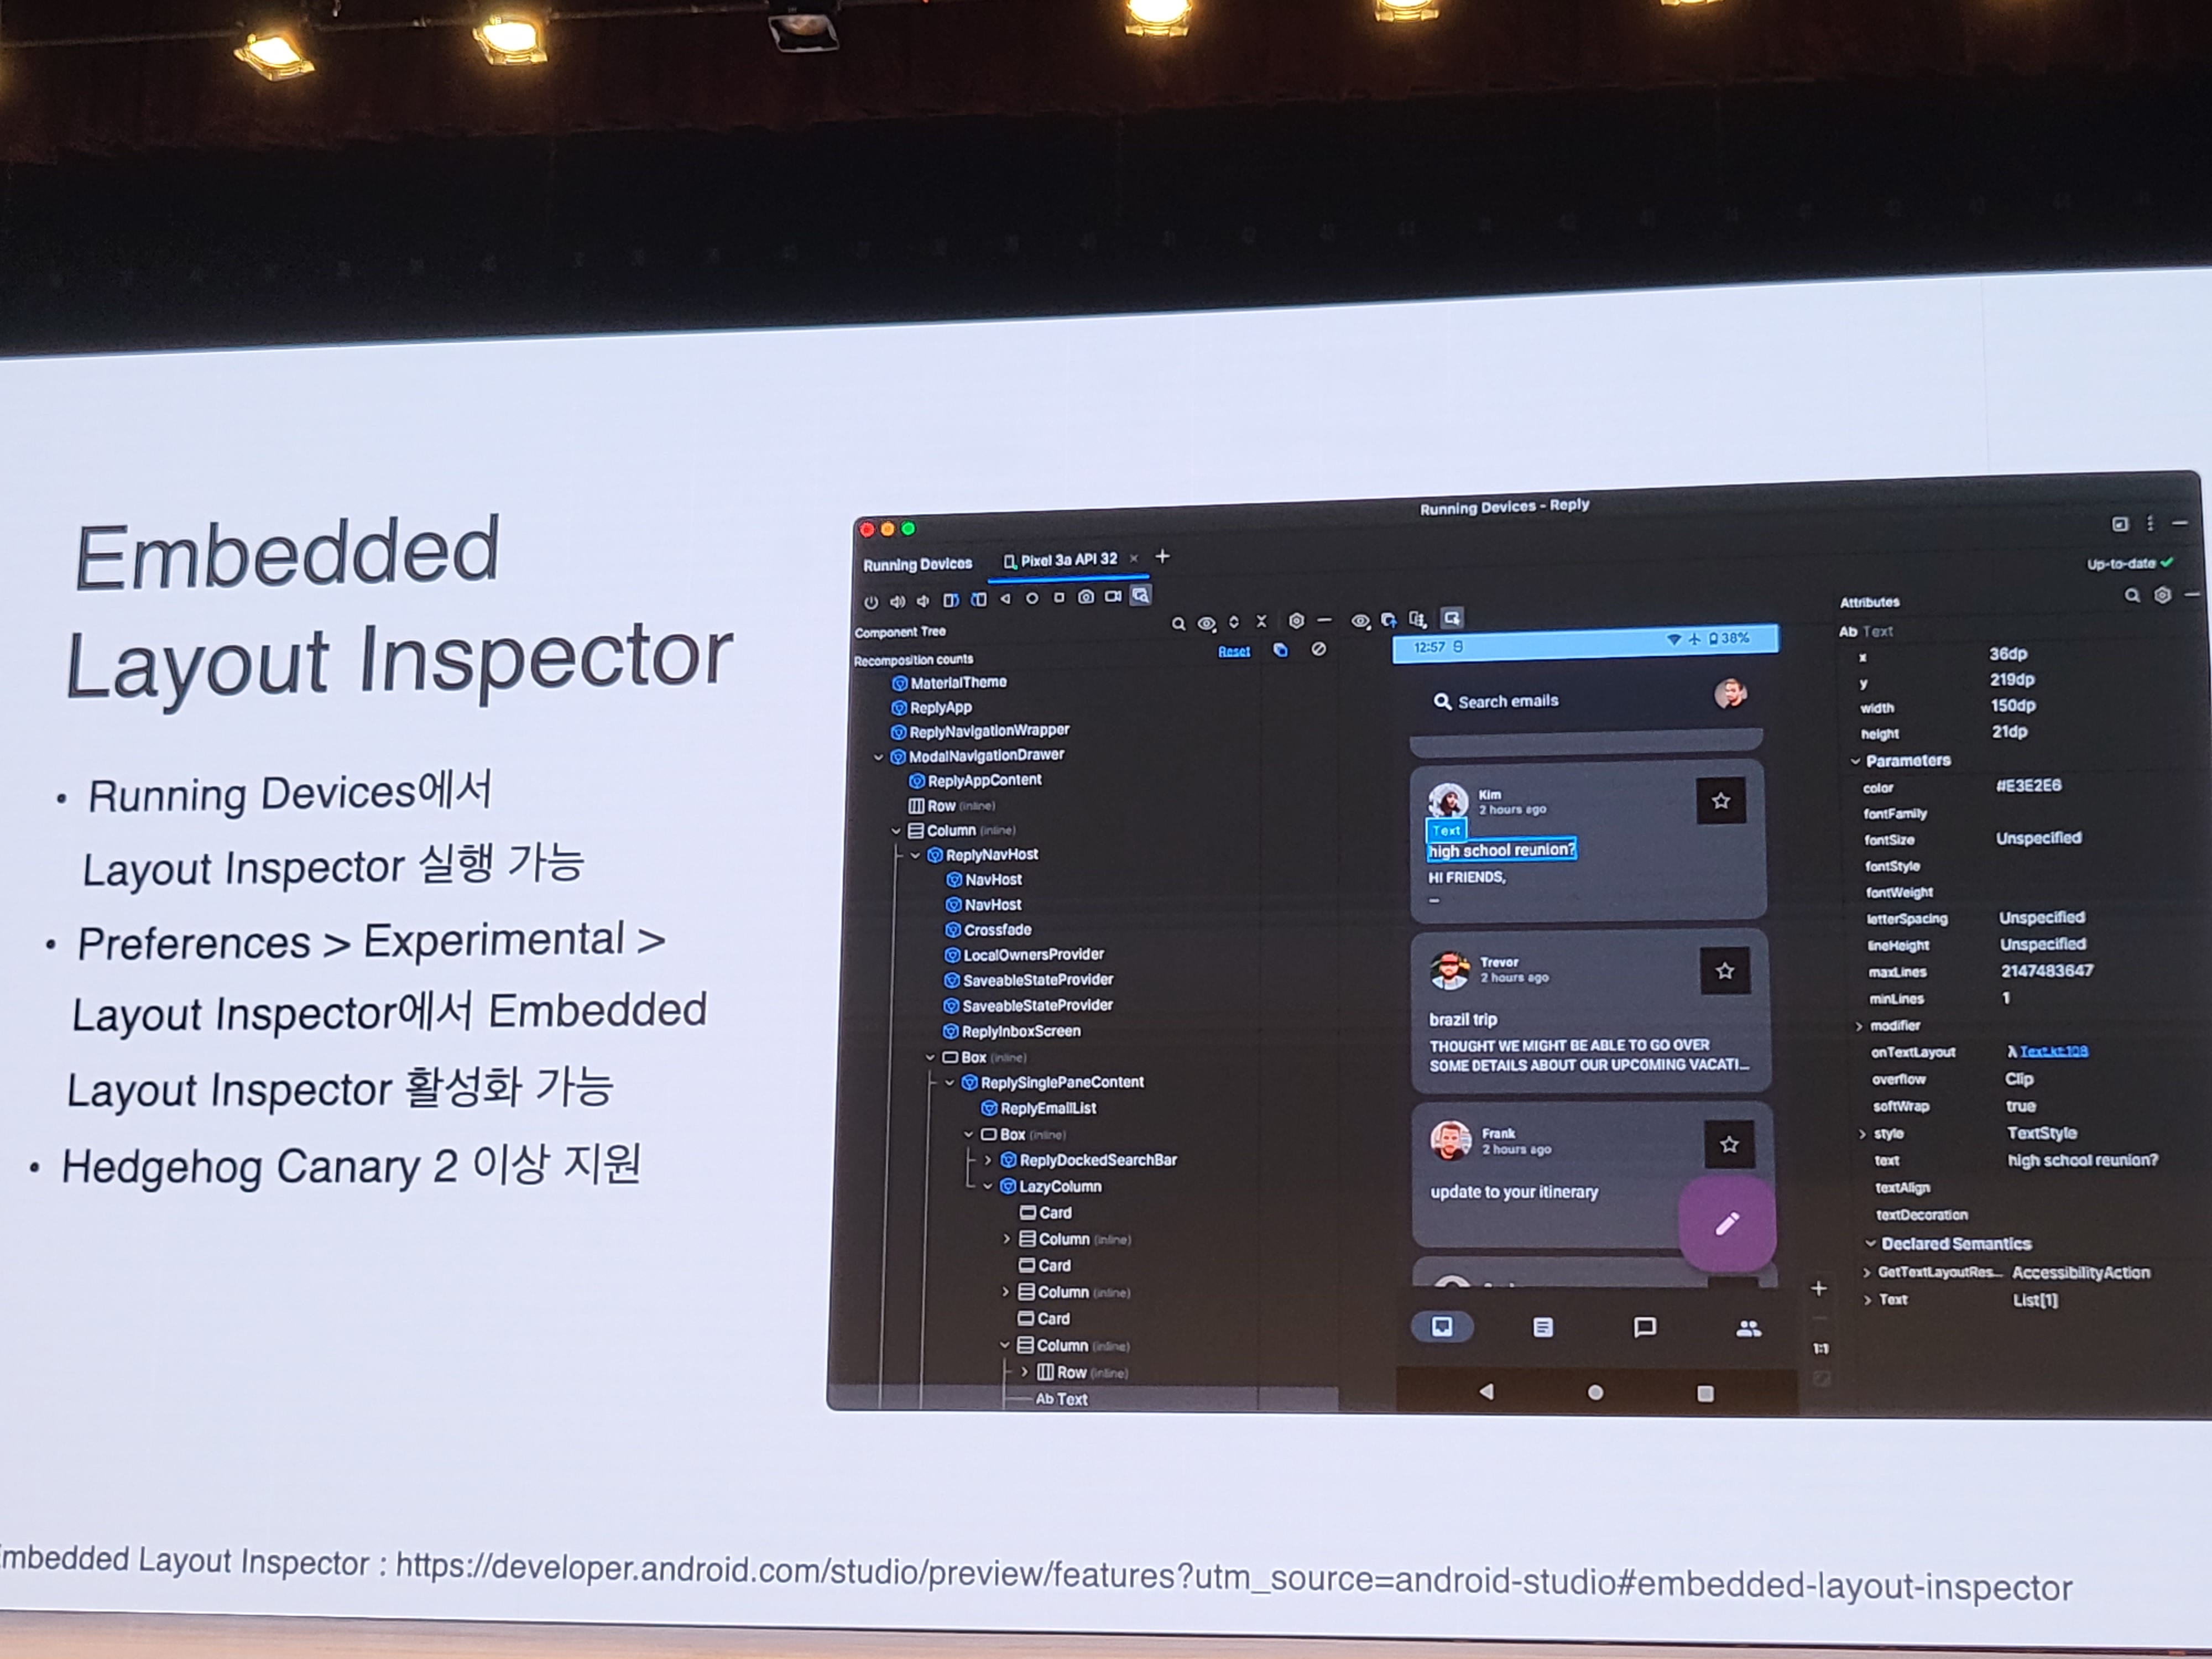 Embedded
Layout Inspector
• Running Devices에서
Layout Inspector 실행 가능
• Preferences > Experimental >
Layout Inspector에서 Embedded
Layout Inspector 활성화 가능
• Hedgehog Canary 2 이상 지원
Running Devices - Reply
Running Devices
Pixel 3a API 32
Up-to-date
Component Tree
Recomposition counts
Reset
MaterialTheme
ReplyApp
ReplyNavigationWrapper
ModalNavigationDrawer
ReplyAppContent
Row (inline)
Column (inline)
ReplyNavHost
NavHost
NavHost
Crossfade
LocalOwnersProvider
SaveableStateProvider
SaveableStateProvider
ReplyInboxScreen
Box (inline)
ReplySinglePaneContent
ReplyEmailList
Box (inline)
ReplyDockedSearchBar
LazyColumn
Card
Column (inline)
Card
Column (inline)
Card
Column (inline)
Row (inline)
Ab Text
12:57
38%
Search emails
Kim
2 hours ago
Text
high school reunion?
HI FRIENDS,
Trevor
2 hours ago
brazil trip
THOUGHT WE MIGHT BE ABLE TO GO OVER
SOME DETAILS ABOUT OUR UPCOMING VACATI...
Frank
2 hours ago
update to your itinerary
1:1
Attributes
Ab Text
x 36dp
y 219dp
width 150dp
height 21dp
Parameters
color #E3E2E6
fontFamily
fontSize Unspecified
fontStyle
fontWeight
letterSpacing Unspecified
lineHeight Unspecified
maxLines 2147483647
minLines 1
modifier
onTextLayout λ Text.kt:108
overflow Clip
softWrap true
style TextStyle
text high school reunion?
textAlign
textDecoration
Declared Semantics
GetTextLayoutRes... AccessibilityAction
Text List[1]
mbedded Layout Inspector : https://developer.android.com/studio/preview/features?utm_source=android-studio#embedded-layout-inspector